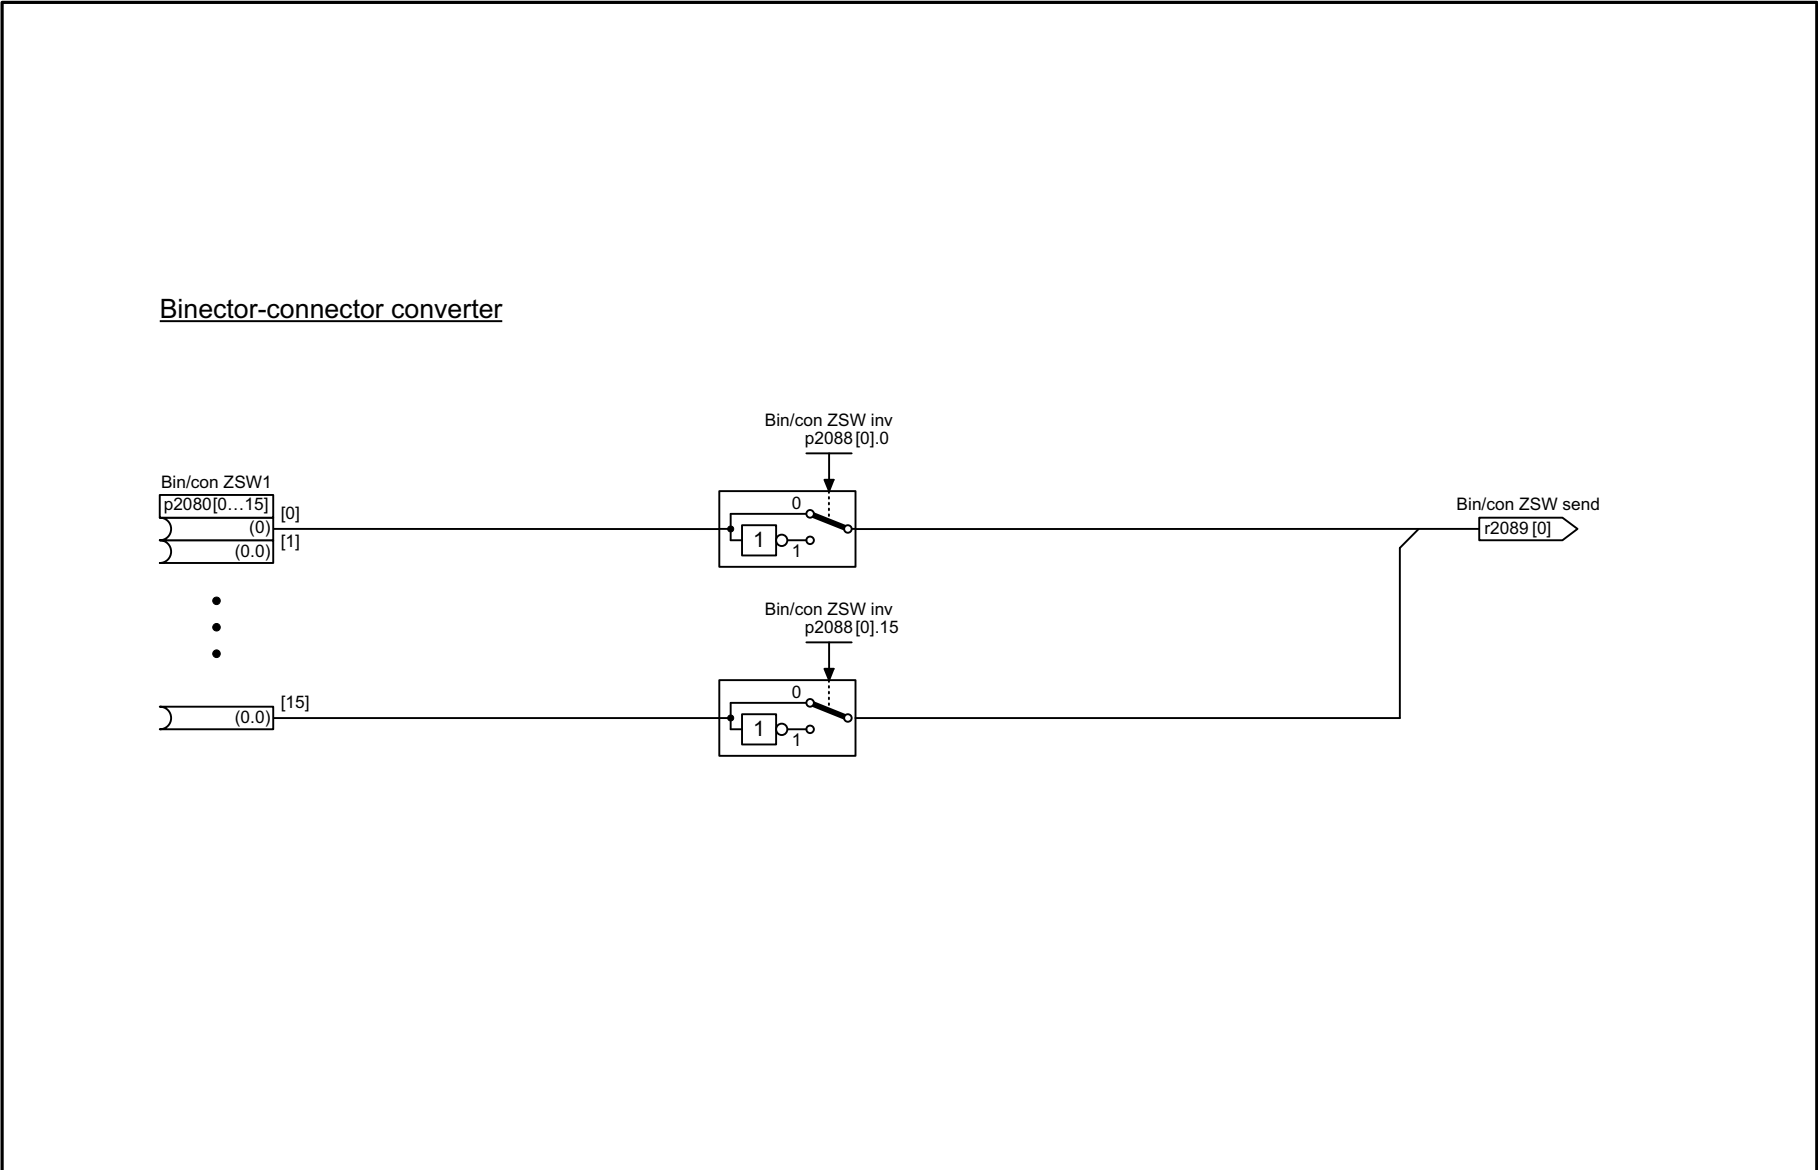 Binector-connector converter
Bin/con ZSW inv
p2088[0].0
Bin/con ZSW1
p2080[0…15]
[0]
(0)
[1]
(0.0)
0
1
1
Bin/con ZSW send
r2089[0]
Bin/con ZSW inv
p2088[0].15
[15]
(0.0)
0
1
1